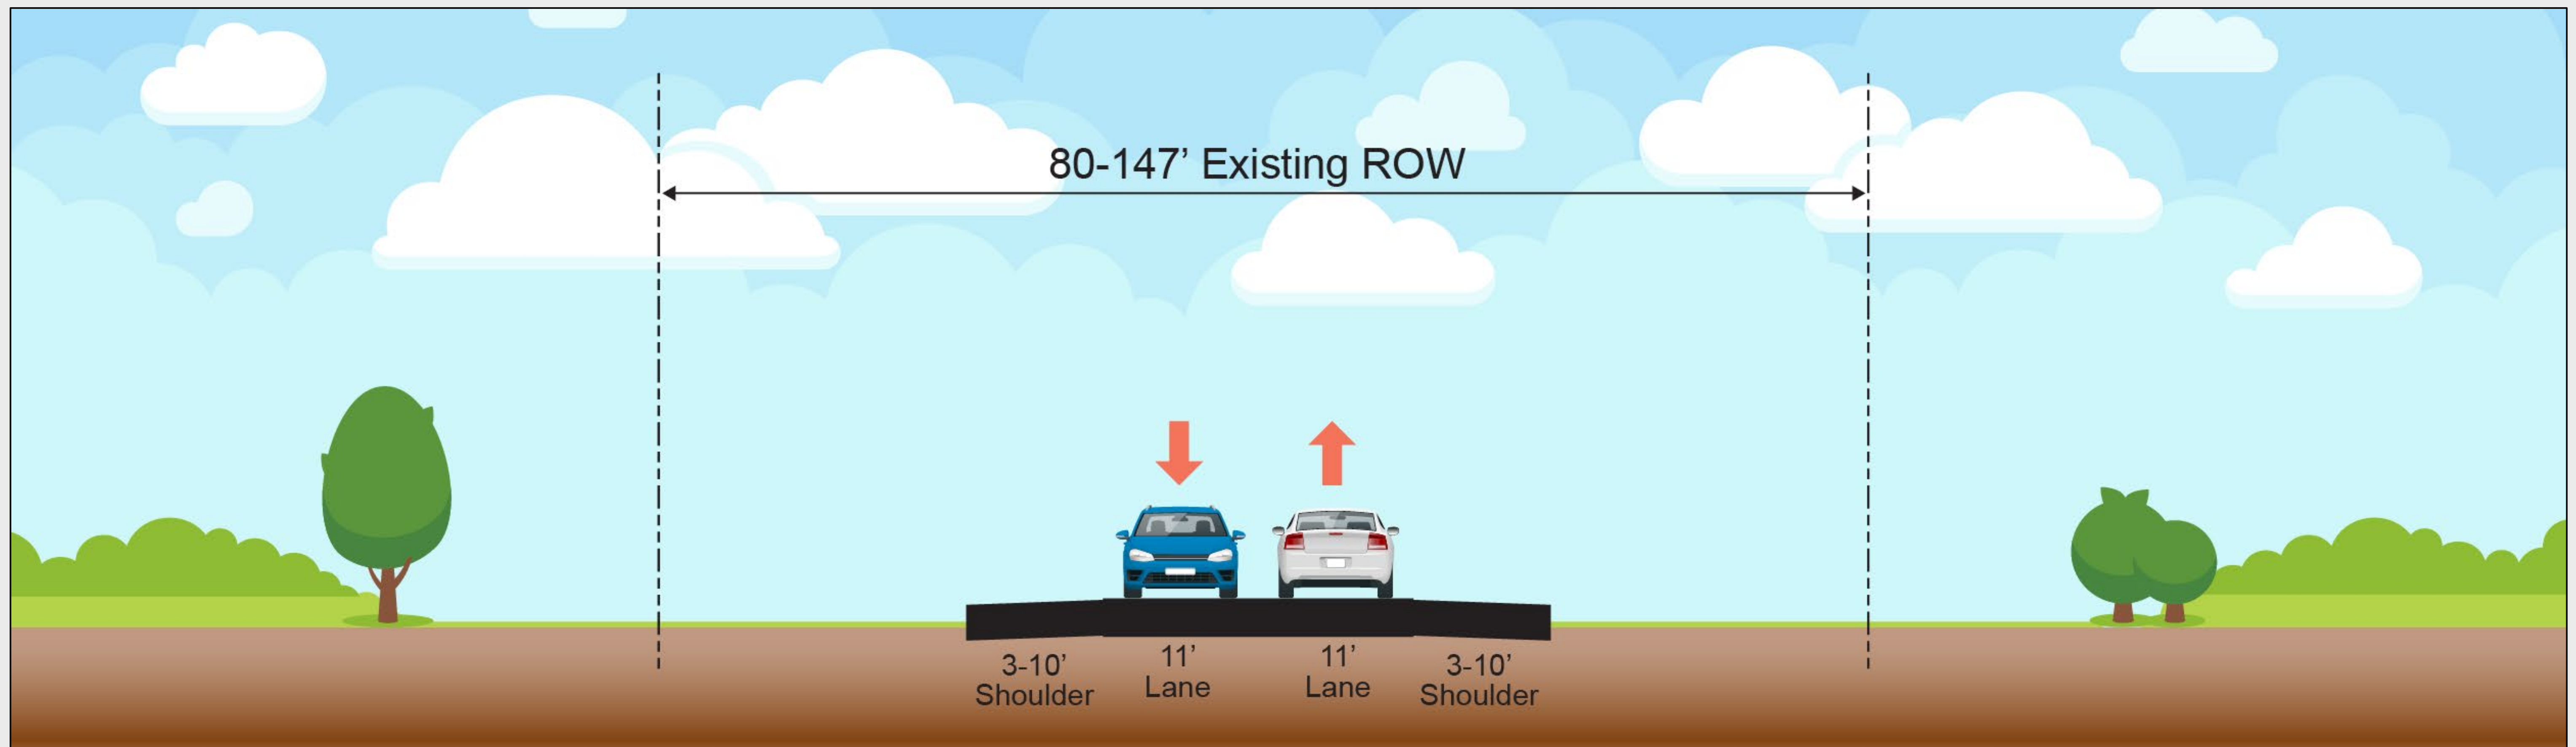 80-147’ Existing ROW
3-10’
Shoulder
11’
Lane
11’
Lane
3-10’
Shoulder